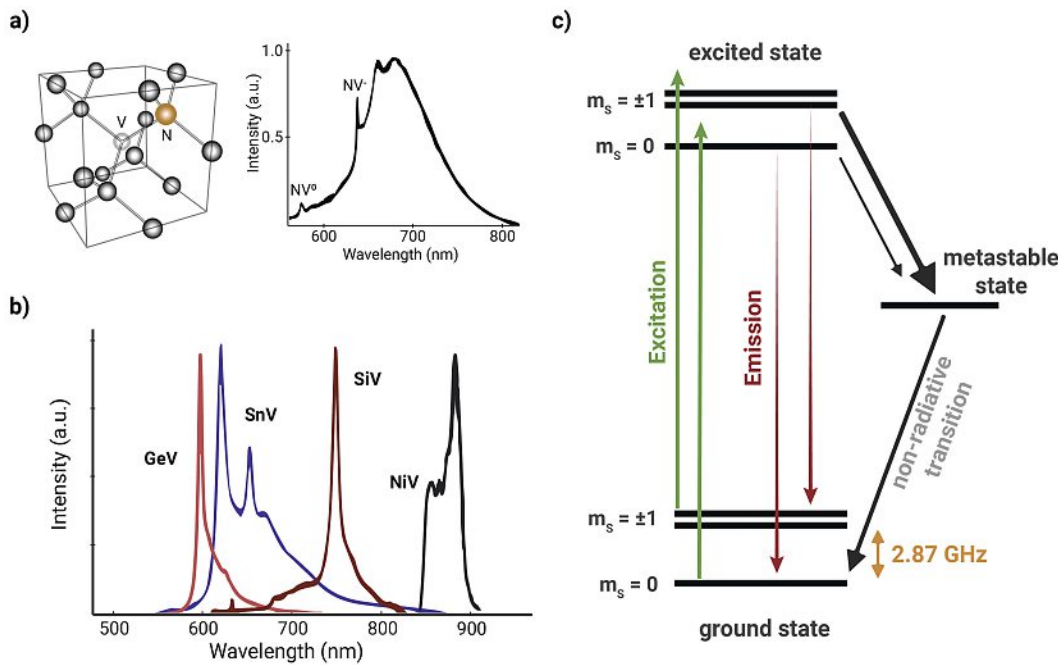 a)
V
N
Intensity (a.u.)
1.0
0.5
NV⁰
NV⁻
600
700
800
Wavelength (nm)
b)
Intensity (a.u.)
GeV
SnV
SiV
NiV
500
600
700
800
900
Wavelength (nm)
c)
excited state
mₛ = ±1
mₛ = 0
metastable
state
Excitation
Emission
non-radiative
transition
mₛ = ±1
2.87 GHz
mₛ = 0
ground state